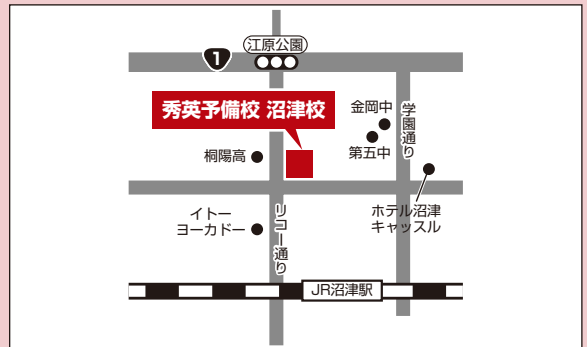 江原公園
1
秀英予備校 沼津校
金岡中
第五中
学園通り
桐陽高
イトー
ヨーカドー
リコー通り
ホテル沼津
キャッスル
JR沼津駅